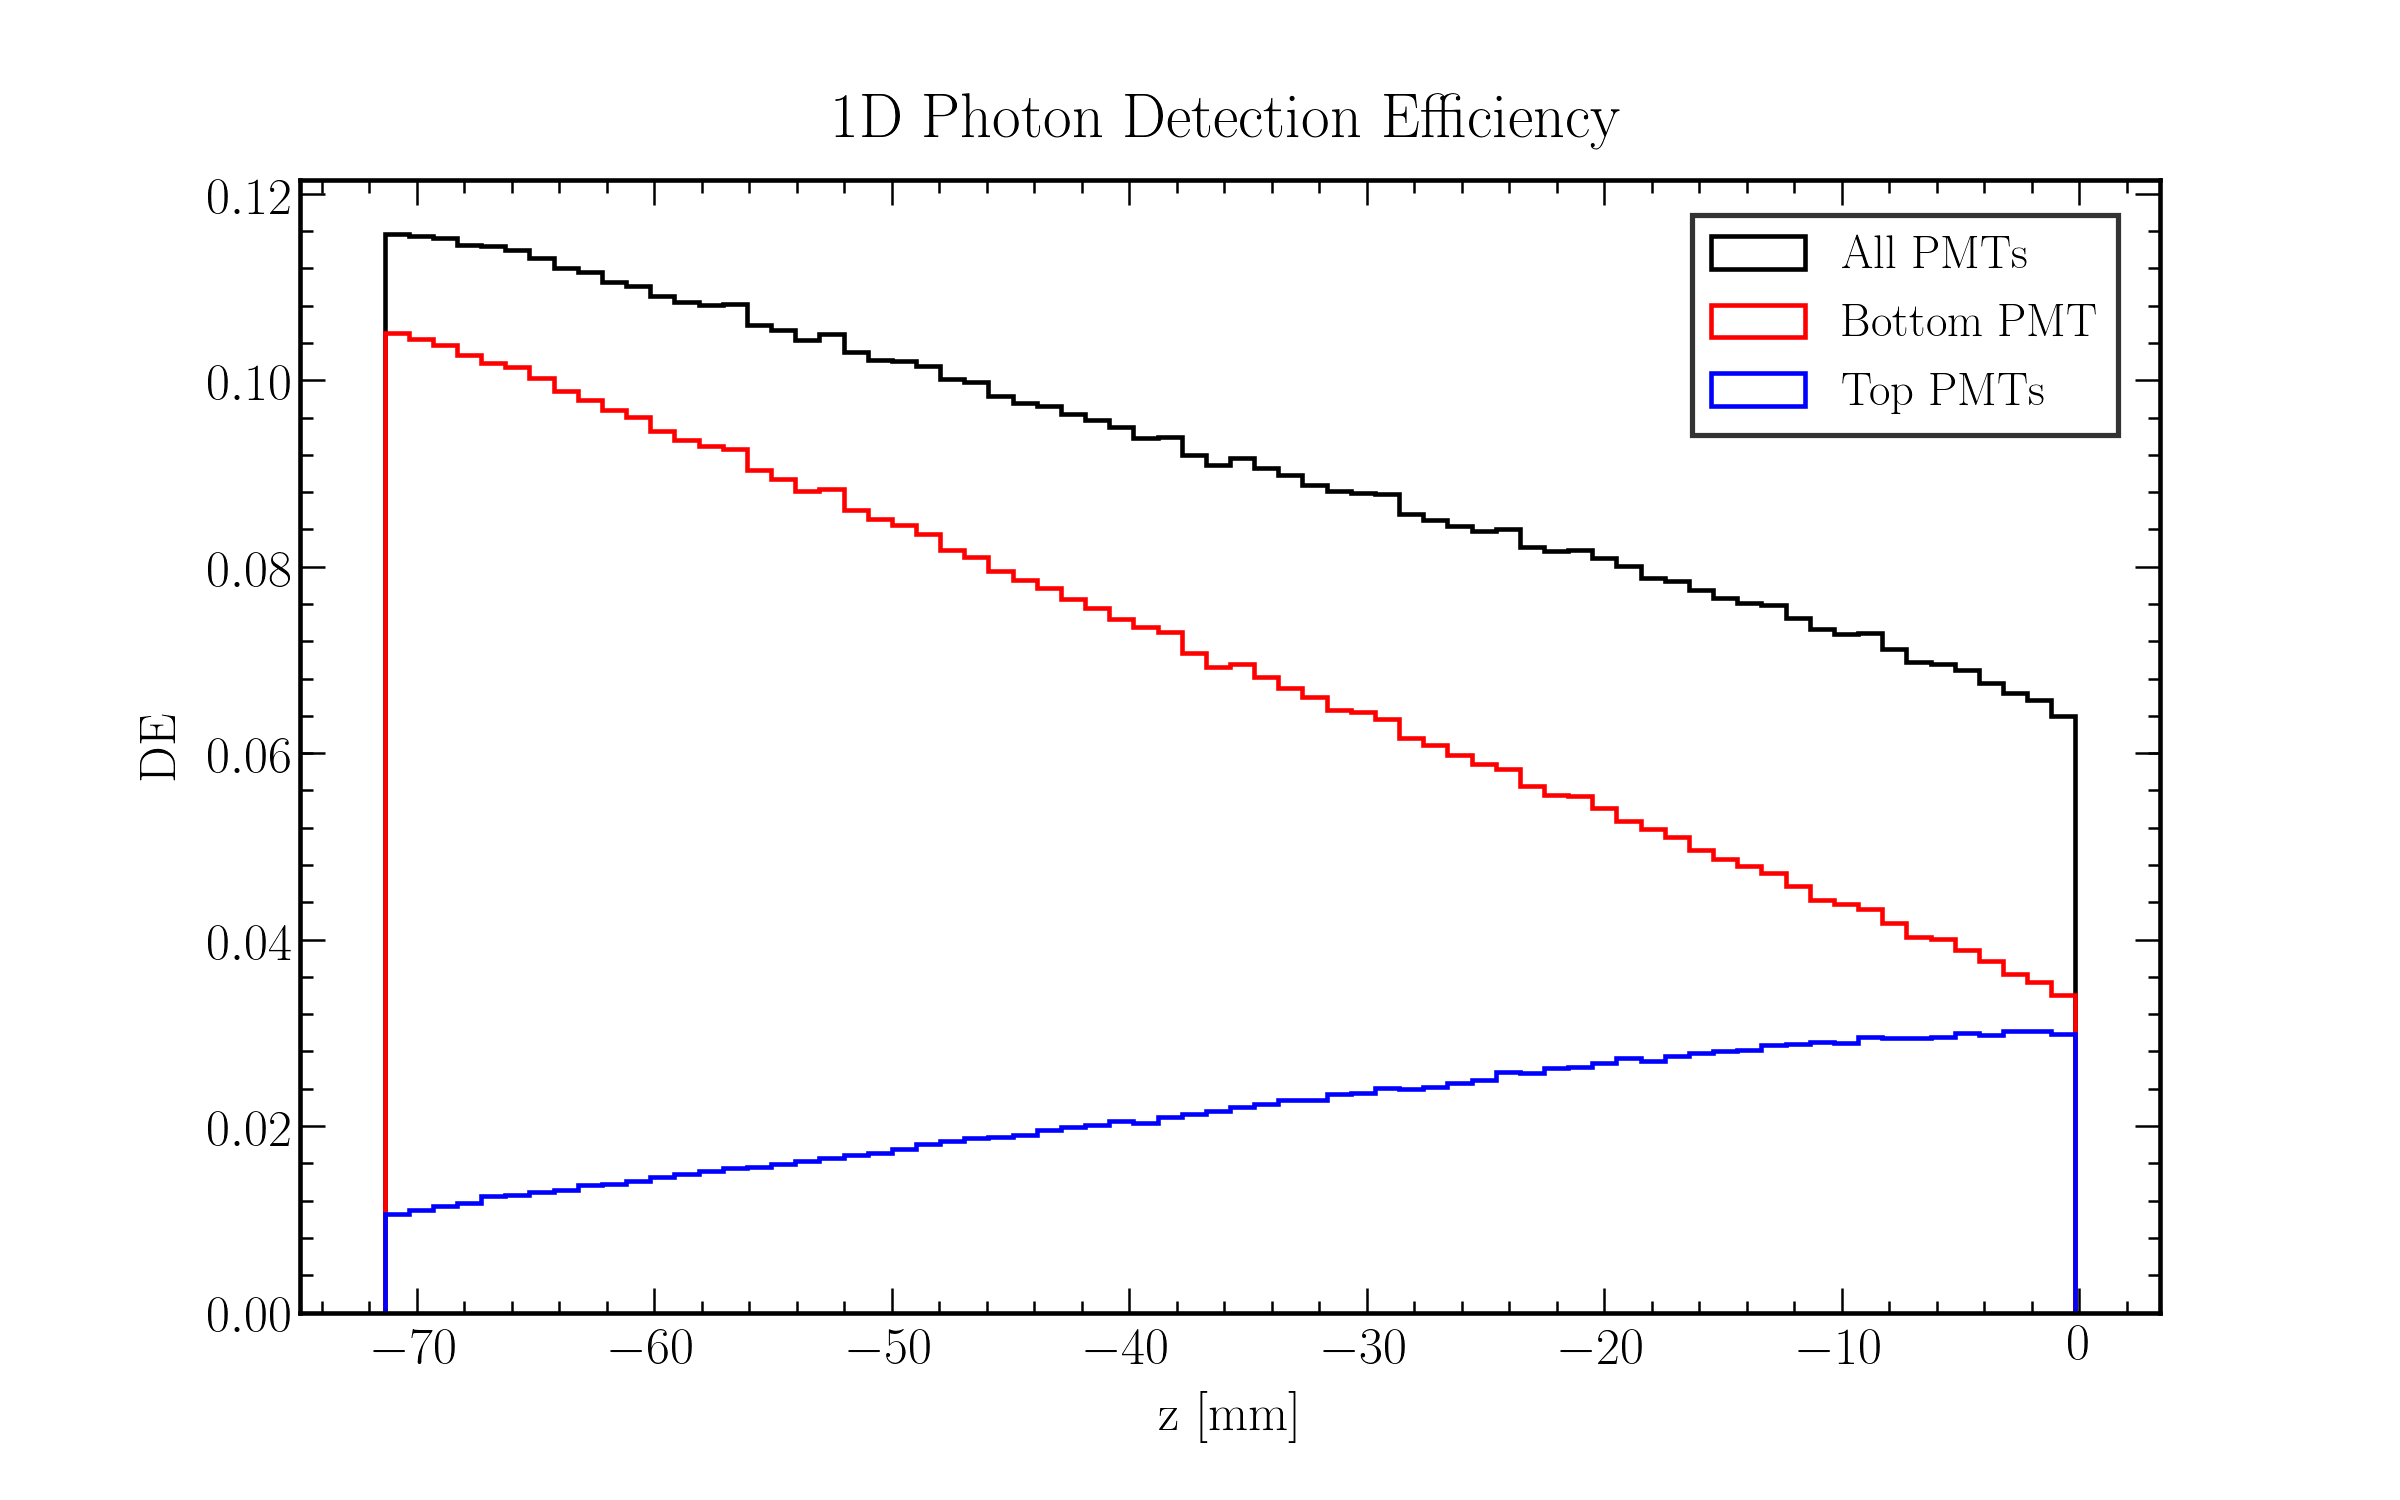 1D Photon Detection Efficiency
0.12
0.10
0.08
0.06
0.04
0.02
0.00
DE
All PMTs
Bottom PMT
Top PMTs
−70 −60 −50 −40 −30 −20 −10 0
z [mm]